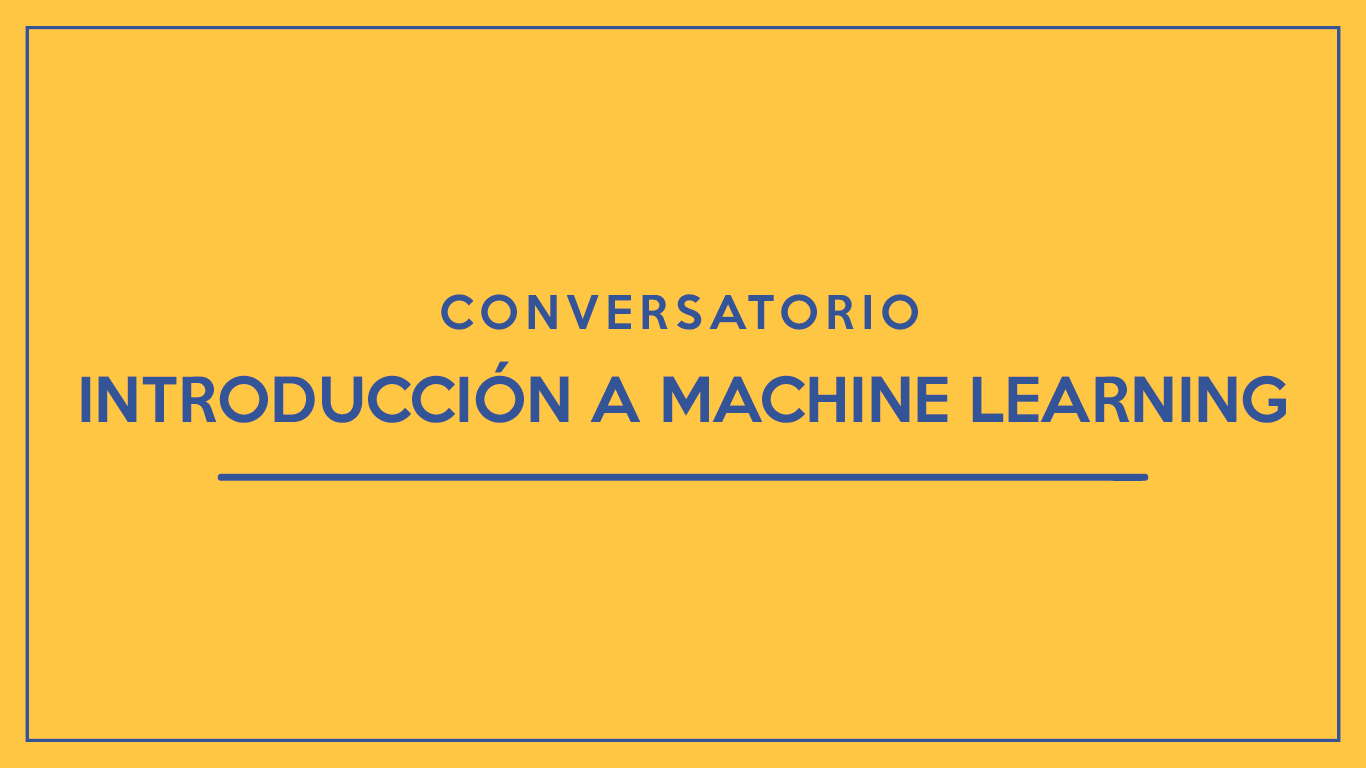 CONVERSATORIO
INTRODUCCIÓN A MACHINE LEARNING